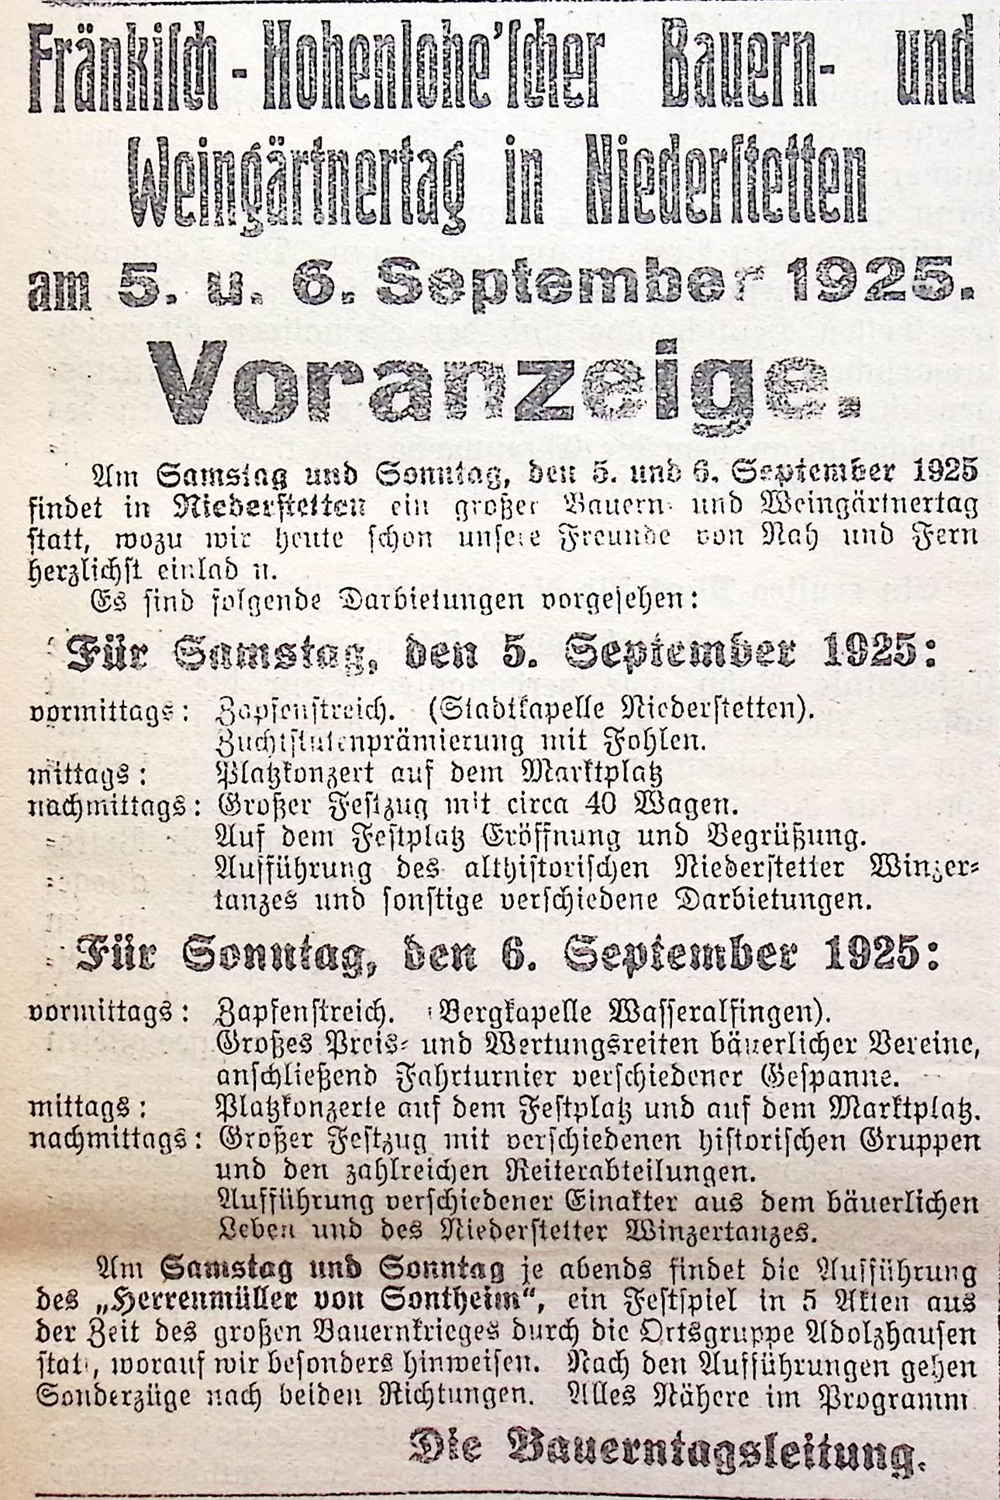 Fränkisch - Hohenlohe'scher Bauern- und
Weingärtnertag in Niederstetten
am 5. u. 6. September 1925.
Voranzeige.
Am Samstag und Sonntag, den 5. und 6. September 1925
findet in Niederstetten ein großer Bauern- und Weingärtnertag
statt, wozu wir heute schon unsere Freunde von Nah und Fern
herzlichst einlad n.
Es sind folgende Darbietungen vorgesehen:
Für Samstag, den 5. September 1925:
vormittags: Zapfenstreich. (Stadtkapelle Niederstetten).
Zuchtstutenprämierung mit Fohlen.
mittags: Platzkonzert auf dem Marktplatz
nachmittags: Großer Festzug mit circa 40 Wagen.
Auf dem Festplatz Eröffnung und Begrüßung.
Aufführung des althistorischen Niederstetter Winzer-
tanzes und sonstige verschiedene Darbietungen.
Für Sonntag, den 6. September 1925:
vormittags: Zapfenstreich. (Bergkapelle Wasseralfingen).
Großes Preis- und Wertungsreiten bäuerlicher Vereine,
anschließend Fahrturnier verschiedener Gespanne.
mittags: Platzkonzerte auf dem Festplatz und auf dem Marktplatz.
nachmittags: Großer Festzug mit verschiedenen historischen Gruppen
und den zahlreichen Reiterabteilungen.
Aufführung verschiedener Einakter aus dem bäuerlichen
Leben und des Niederstetter Winzertanzes.
Am Samstag und Sonntag je abends findet die Aufführung
des „Herrenmüller von Sontheim", ein Festspiel in 5 Akten aus
der Zeit des großen Bauernkrieges durch die Ortsgruppe Adolzhausen
statt, worauf wir besonders hinweisen. Nach den Aufführungen gehen
Sonderzüge nach beiden Richtungen. Alles Nähere im Programm
Die Bauerntagsleitung.